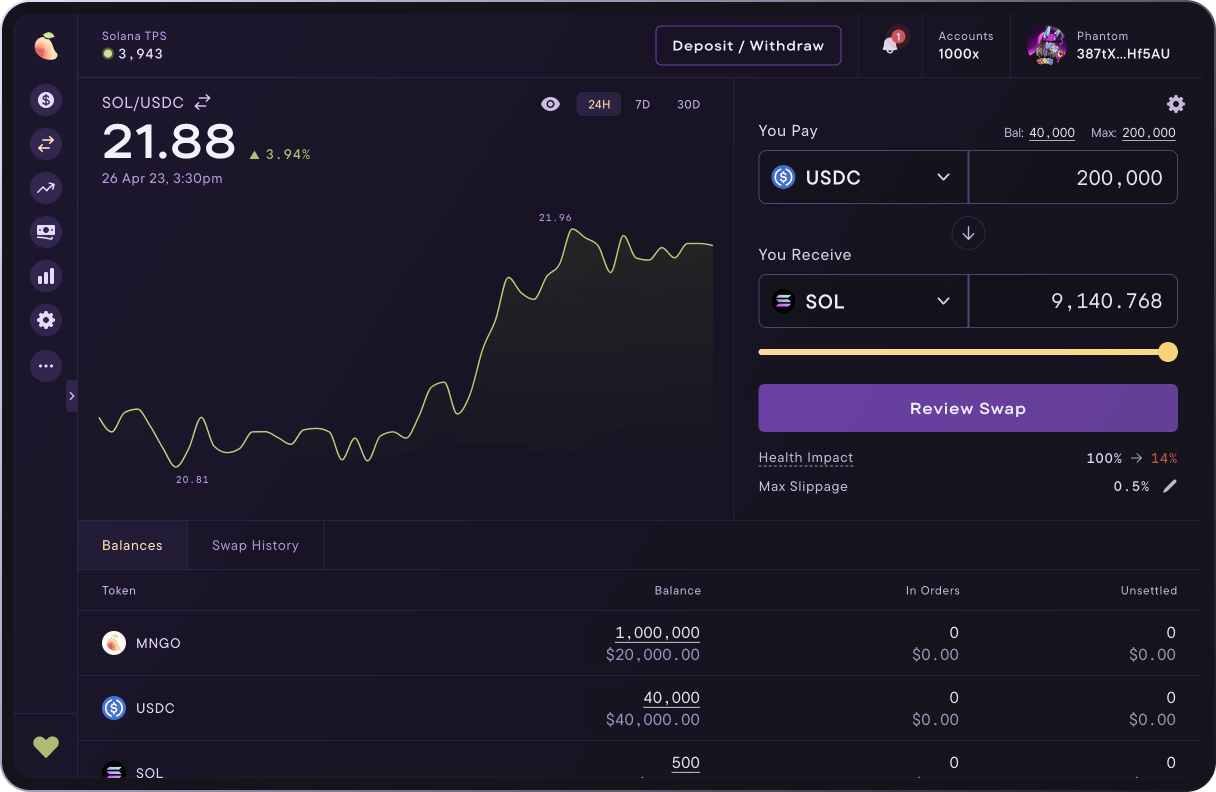 Solana TPS
3,943
Deposit / Withdraw
1
Accounts
1000x
Phantom
387tX...Hf5AU
SOL/USDC
24H
7D
30D
21.88
3.94%
26 Apr 23, 3:30pm
21.96
20.81
You Pay
Bal: 40,000
Max: 200,000
USDC
200,000
You Receive
SOL
9,140.768
Review Swap
Health Impact
100% → 14%
Max Slippage
0.5%
Balances
Swap History
Token
Balance
In Orders
Unsettled
MNGO
1,000,000
$20,000.00
0
$0.00
0
$0.00
USDC
40,000
$40,000.00
0
$0.00
0
$0.00
SOL
500
0
0